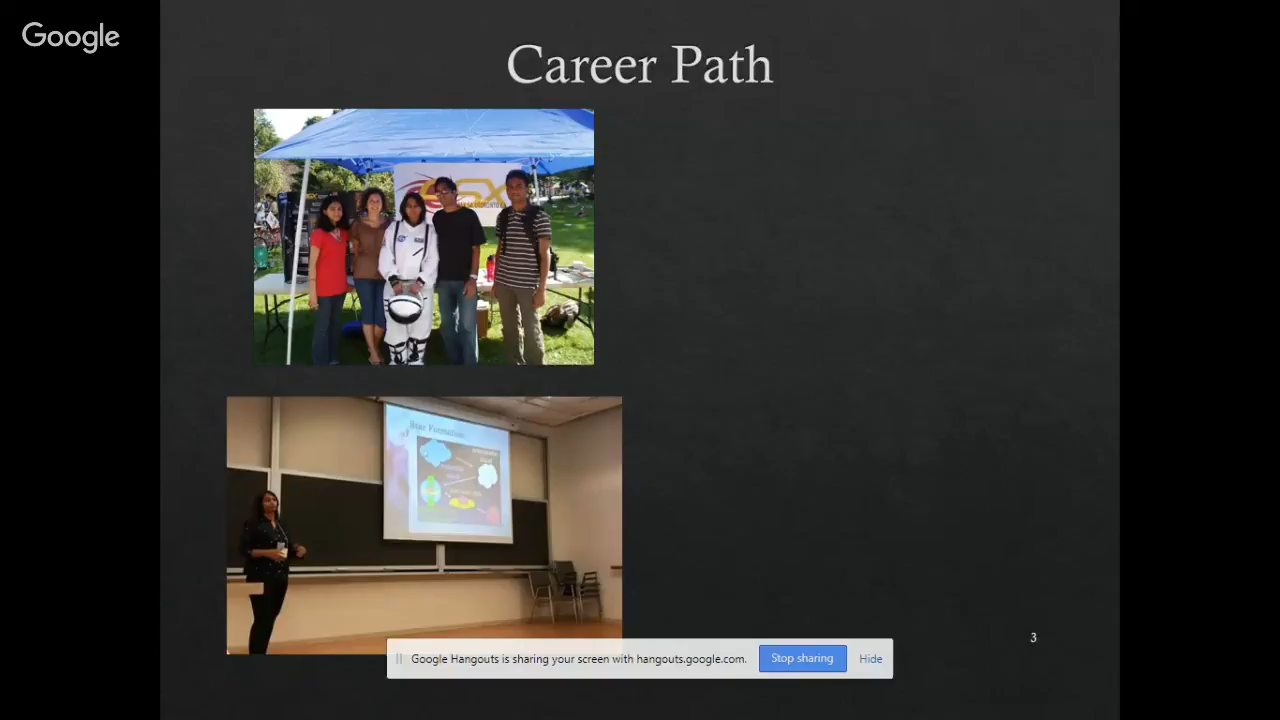 Google
Career Path
SSX
Star Formation
3
Google Hangouts is sharing your screen with hangouts.google.com.
Stop sharing
Hide